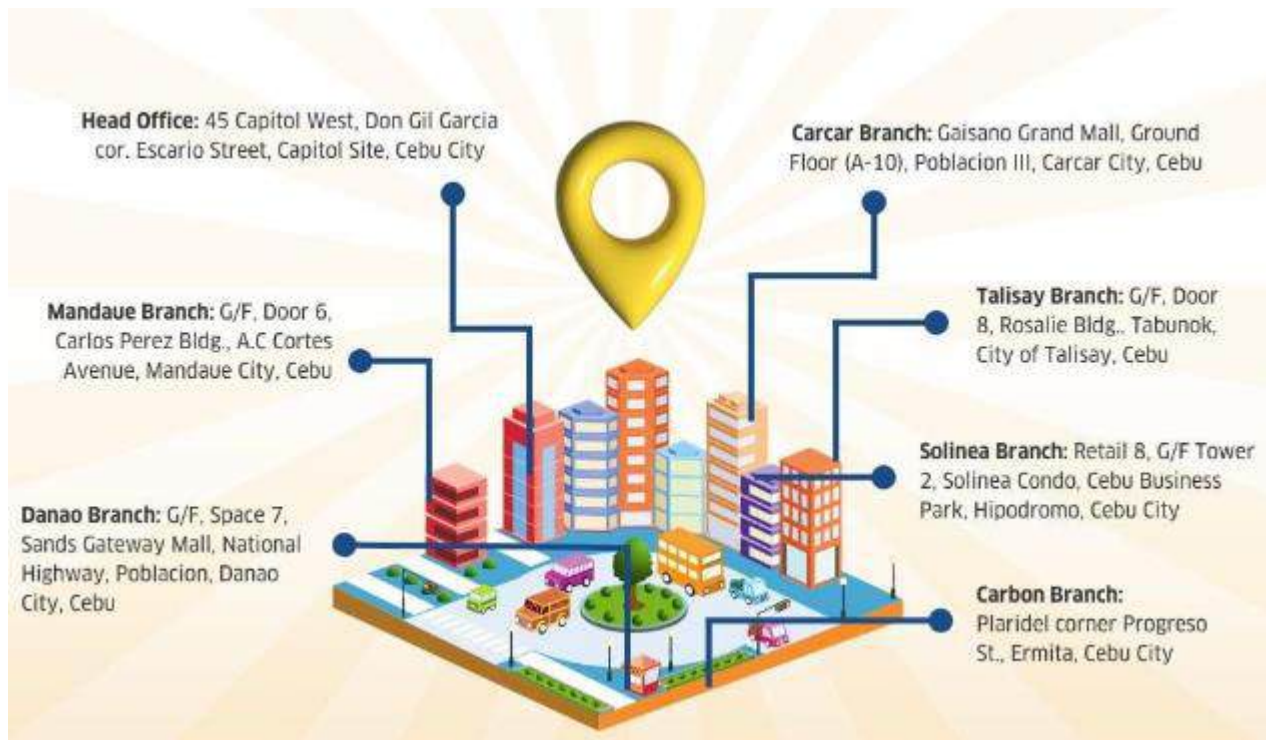 Head Office: 45 Capitol West, Don Gil Garcia
cor. Escario Street, Capitol Site, Cebu City
Carcar Branch: Gaisano Grand Mall, Ground
Floor (A-10), Poblacion III, Carcar City, Cebu
Mandaue Branch: G/F, Door 6,
Carlos Perez Bldg., A.C Cortes
Avenue, Mandaue City, Cebu
Talisay Branch: G/F, Door
8, Rosalie Bldg., Tabunok,
City of Talisay, Cebu
Solinea Branch: Retail 8, G/F Tower
2, Solinea Condo, Cebu Business
Park, Hipodromo, Cebu City
Danao Branch: G/F, Space 7,
Sands Gateway Mall, National
Highway, Poblacion, Danao
City, Cebu
Carbon Branch:
Plaridel corner Progreso
St., Ermita, Cebu City